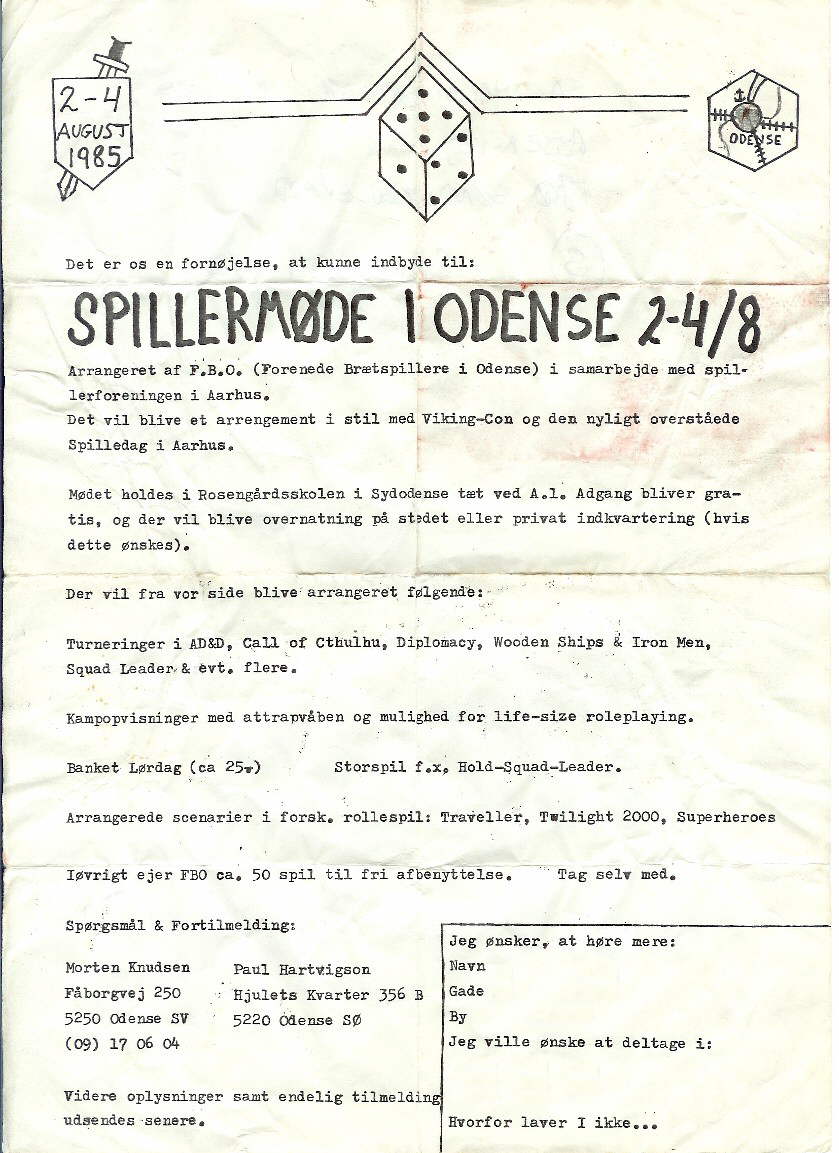 2-4
AUGUST
1985
ODENSE
Det er os en fornøjelse, at kunne indbyde til:
SPILLERMØDE I ODENSE 2-4/8
Arrangeret af F.B.O. (Forenede Brætspillere i Odense) i samarbejde med spil-
lerforeningen i Aarhus.
Det vil blive et arrengement i stil med Viking-Con og den nyligt overståede
Spilledag i Aarhus.
Mødet holdes i Rosengårdsskolen i Sydodense tæt ved A.l. Adgang bliver gra-
tis, og der vil blive overnatning på stedet eller privat indkvartering (hvis
dette ønskes).
Der vil fra vor side blive arrangeret følgende:
Turneringer i AD&D, Call of Cthulhu, Diplomacy, Wooden Ships & Iron Men,
Squad Leader & evt. flere.
Kampopvisninger med attrapvåben og mulighed for life-size roleplaying.
Banket Lørdag (ca 25,-) Storspil f.x. Hold-Squad-Leader.
Arrangerede scenarier i forsk. rollespil: Traveller, Twilight 2000, Superheroes
Iøvrigt ejer FBO ca. 50 spil til fri afbenyttelse. Tag selv med.
Spørgsmål & Fortilmelding:
Morten Knudsen
Fåborgvej 250
5250 Odense SV
(09) 17 06 04
Paul Hartvigson
Hjulets Kvarter 356 B
5220 Odense SØ
Videre oplysninger samt endelig tilmelding
udsendes senere.
Jeg ønsker, at høre mere:
Navn
Gade
By
Jeg ville ønske at deltage i:
Hvorfor laver I ikke...